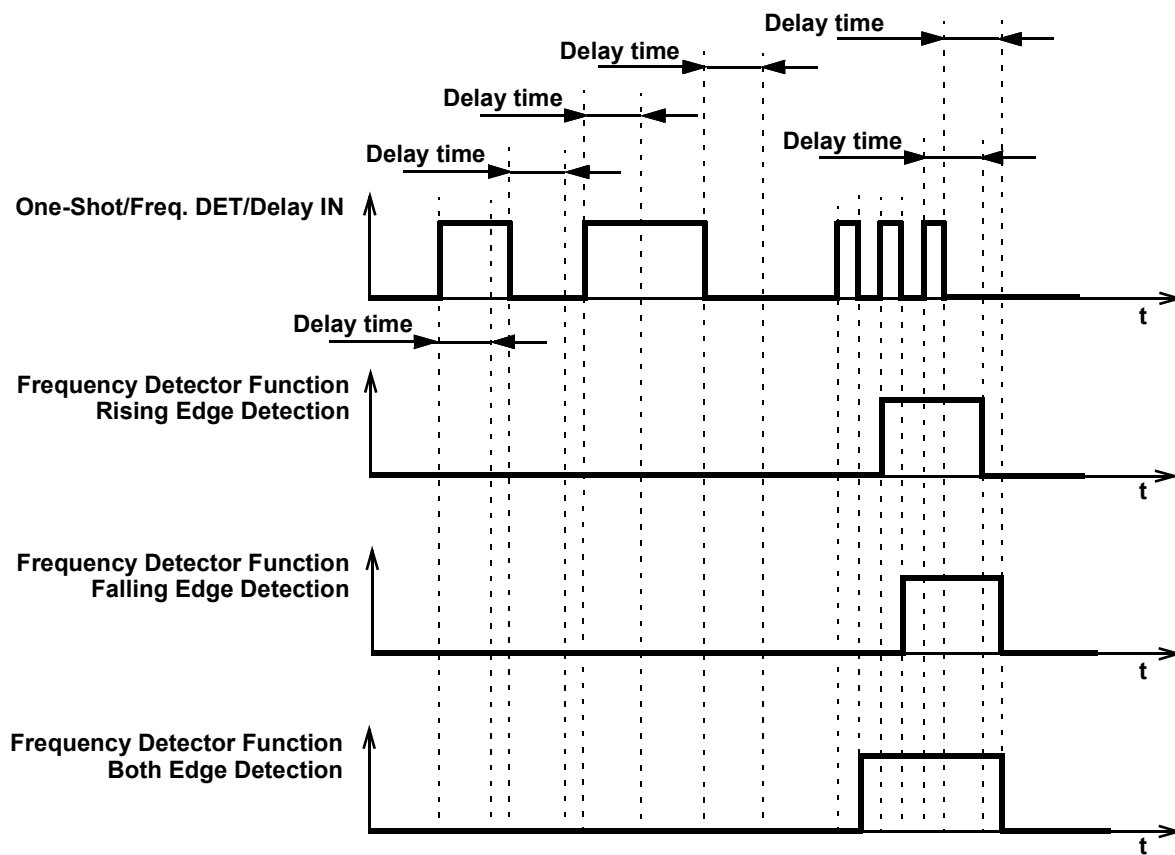 Delay time
Delay time
Delay time
Delay time
Delay time
One-Shot/Freq. DET/Delay IN
t
Delay time
Frequency Detector Function
Rising Edge Detection
t
Frequency Detector Function
Falling Edge Detection
t
Frequency Detector Function
Both Edge Detection
t